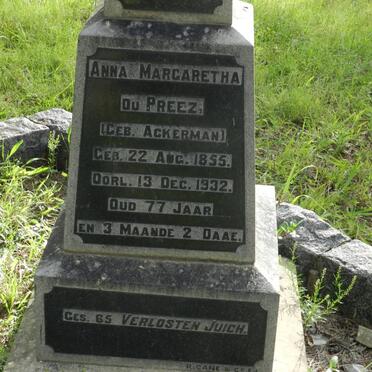 ANNA MARGARETHA
DU PREEZ,
(GEB. ACKERMAN)
GEB. 22 AUG. 1855.
OORL. 13 DEC. 1932.
OUD 77 JAAR
EN 3 MAANDE 2 DAAE.
GES. 65 VERLOSTEN JUICH.